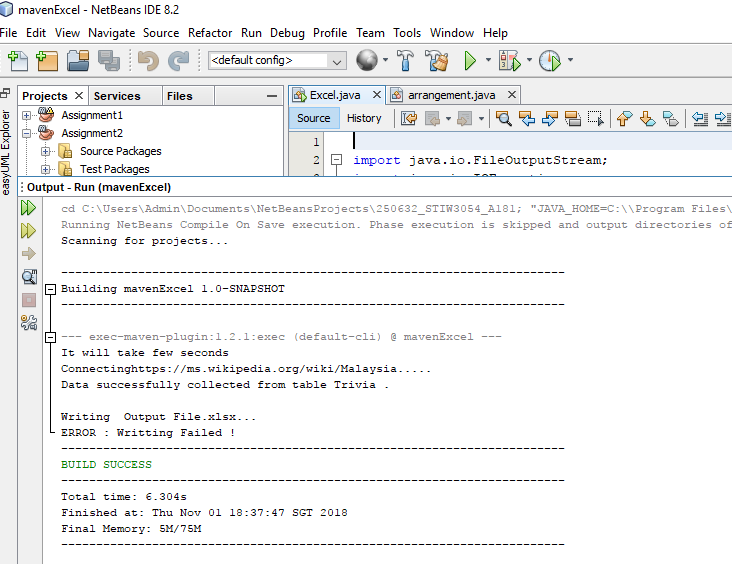 mavenExcel - NetBeans IDE 8.2
File Edit View Navigate Source Refactor Run Debug Profile Team Tools Window Help
<default config>
Projects Services Files
Excel.java arrangement.java
easyUML Explorer
Assignment1
Assignment2
Source Packages
Test Packages
Source History
1
2 import java.io.FileOutputStream;
Output - Run (mavenExcel)
cd C:\Users\Admin\Documents\NetBeansProjects\250632_STIW3054_A181; "JAVA_HOME=C:\\Program Files\
Running NetBeans Compile On Save execution. Phase execution is skipped and output directories of
Scanning for projects...
------------------------------------------------------------------------
Building mavenExcel 1.0-SNAPSHOT
------------------------------------------------------------------------
--- exec-maven-plugin:1.2.1:exec (default-cli) @ mavenExcel ---
It will take few seconds
Connectinghttps://ms.wikipedia.org/wiki/Malaysia.....
Data successfully collected from table Trivia .
Writing  Output File.xlsx...
ERROR : Writting Failed !
------------------------------------------------------------------------
BUILD SUCCESS
------------------------------------------------------------------------
Total time: 6.304s
Finished at: Thu Nov 01 18:37:47 SGT 2018
Final Memory: 5M/75M
------------------------------------------------------------------------